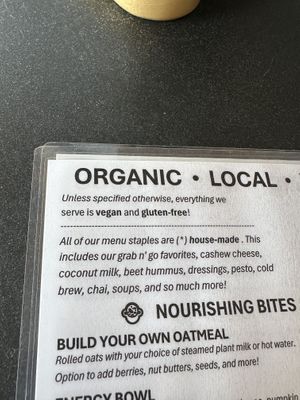 ORGANIC • LOCAL •
Unless specified otherwise, everything we
serve is vegan and gluten-free!
All of our menu staples are (*) house-made . This
includes our grab n' go favorites, cashew cheese,
coconut milk, beet hummus, dressings, pesto, cold
brew, chai, soups, and so much more!
NOURISHING BITES
BUILD YOUR OWN OATMEAL
Rolled oats with your choice of steamed plant milk or hot water.
Option to add berries, nut butters, seeds, and more!
ENERGY BOWL
pumpkin